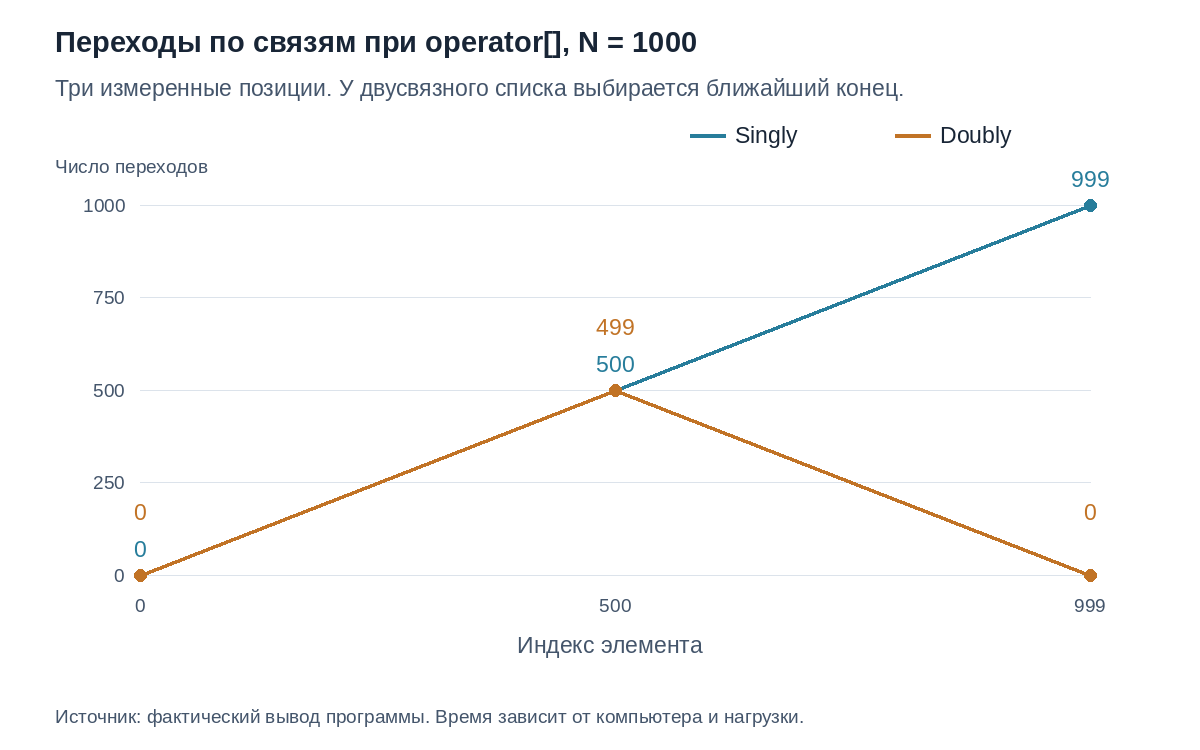 Переходы по связям при operator[], N = 1000
Три измеренные позиции. У двусвязного списка выбирается ближайший конец.
Singly Doubly
Число переходов
999
1000
750
499
500
500
250
0 0
0
0
0 500 999
Индекс элемента
Источник: фактический вывод программы. Время зависит от компьютера и нагрузки.